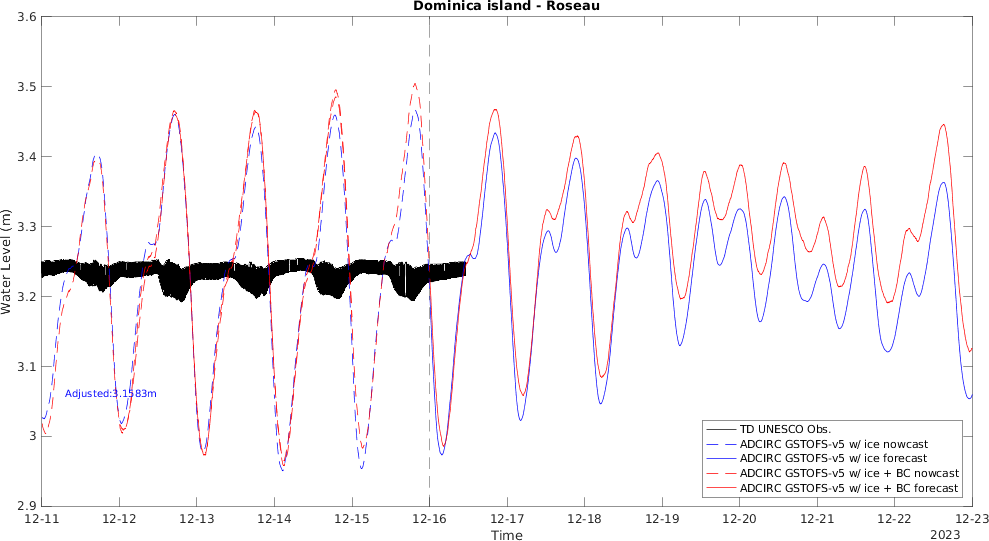 Dominica island - Roseau
3.6
3.5
3.4
3.3
3.2
3.1
3
2.9
Water Level (m)
Adjusted:3.1583m
TD UNESCO Obs.
ADCIRC GSTOFS-v5 w/ ice nowcast
ADCIRC GSTOFS-v5 w/ ice forecast
ADCIRC GSTOFS-v5 w/ ice + BC nowcast
ADCIRC GSTOFS-v5 w/ ice + BC forecast
12-11 12-12 12-13 12-14 12-15 12-16 12-17 12-18 12-19 12-20 12-21 12-22 12-23
Time
2023